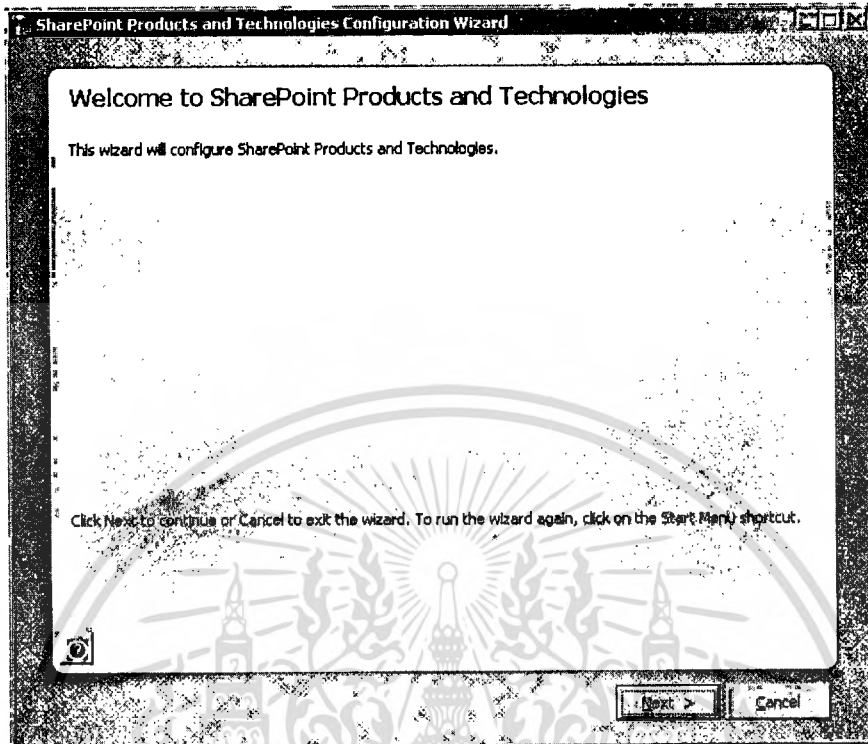 SharePoint Products and Technologies Configuration Wizard
Welcome to SharePoint Products and Technologies
This wizard will configure SharePoint Products and Technologies.
Click Next to continue or Cancel to exit the wizard. To run the wizard again, click on the Start Menu shortcut.
?
Next > Cancel